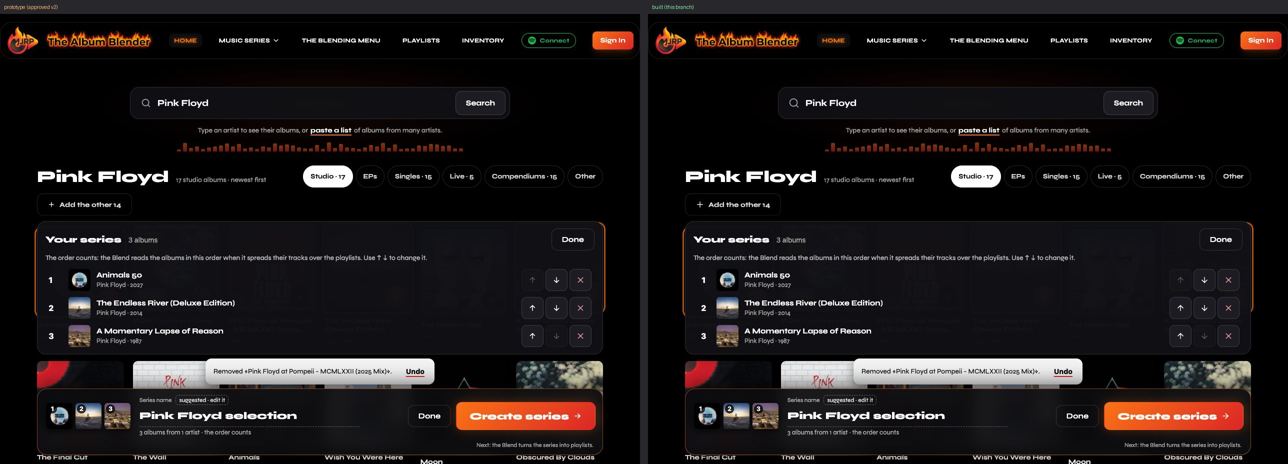 prototype (approved v2)
JRP The Album Blender HOME MUSIC SERIES THE BLENDING MENU PLAYLISTS INVENTORY Connect Sign In
Pink Floyd Search
Type an artist to see their albums, or paste a list of albums from many artists.
Pink Floyd 17 studio albums · newest first Studio · 17 EPs Singles · 15 Live · 5 Compendiums · 15 Other
+ Add the other 14
Your series 3 albums Done
The order counts: the Blend reads the albums in this order when it spreads their tracks over the playlists. Use ↑ ↓ to change it.
1 Animals 50 ↑ ↓ ×
Pink Floyd · 2027
2 The Endless River (Deluxe Edition) ↑ ↓ ×
Pink Floyd · 2014
3 A Momentary Lapse of Reason ↑ ↓ ×
Pink Floyd · 1987
Removed «Pink Floyd at Pompeii - MCMLXXII (2025 Mix)». Undo
PINK
Series name suggested · edit it
1 2 3 Pink Floyd selection Done Create series →
3 albums from 1 artist · the order counts
Next: the Blend turns the series into playlists.
The Final Cut The Wall Animals Wish You Were Here Moon Obscured By Clouds
built (this branch)
JRP The Album Blender HOME MUSIC SERIES THE BLENDING MENU PLAYLISTS INVENTORY Connect Sign In
Pink Floyd Search
Type an artist to see their albums, or paste a list of albums from many artists.
Pink Floyd 17 studio albums · newest first Studio · 17 EPs Singles · 15 Live · 5 Compendiums · 15 Other
+ Add the other 14
Your series 3 albums Done
The order counts: the Blend reads the albums in this order when it spreads their tracks over the playlists. Use ↑ ↓ to change it.
1 Animals 50 ↑ ↓ ×
Pink Floyd · 2027
2 The Endless River (Deluxe Edition) ↑ ↓ ×
Pink Floyd · 2014
3 A Momentary Lapse of Reason ↑ ↓ ×
Pink Floyd · 1987
Removed «Pink Floyd at Pompeii - MCMLXXII (2025 Mix)». Undo
PINK
Series name suggested · edit it
1 2 3 Pink Floyd selection Done Create series →
3 albums from 1 artist · the order counts
Next: the Blend turns the series into playlists.
The Final Cut The Wall Animals Wish You Were Here Moon Obscured By Clouds